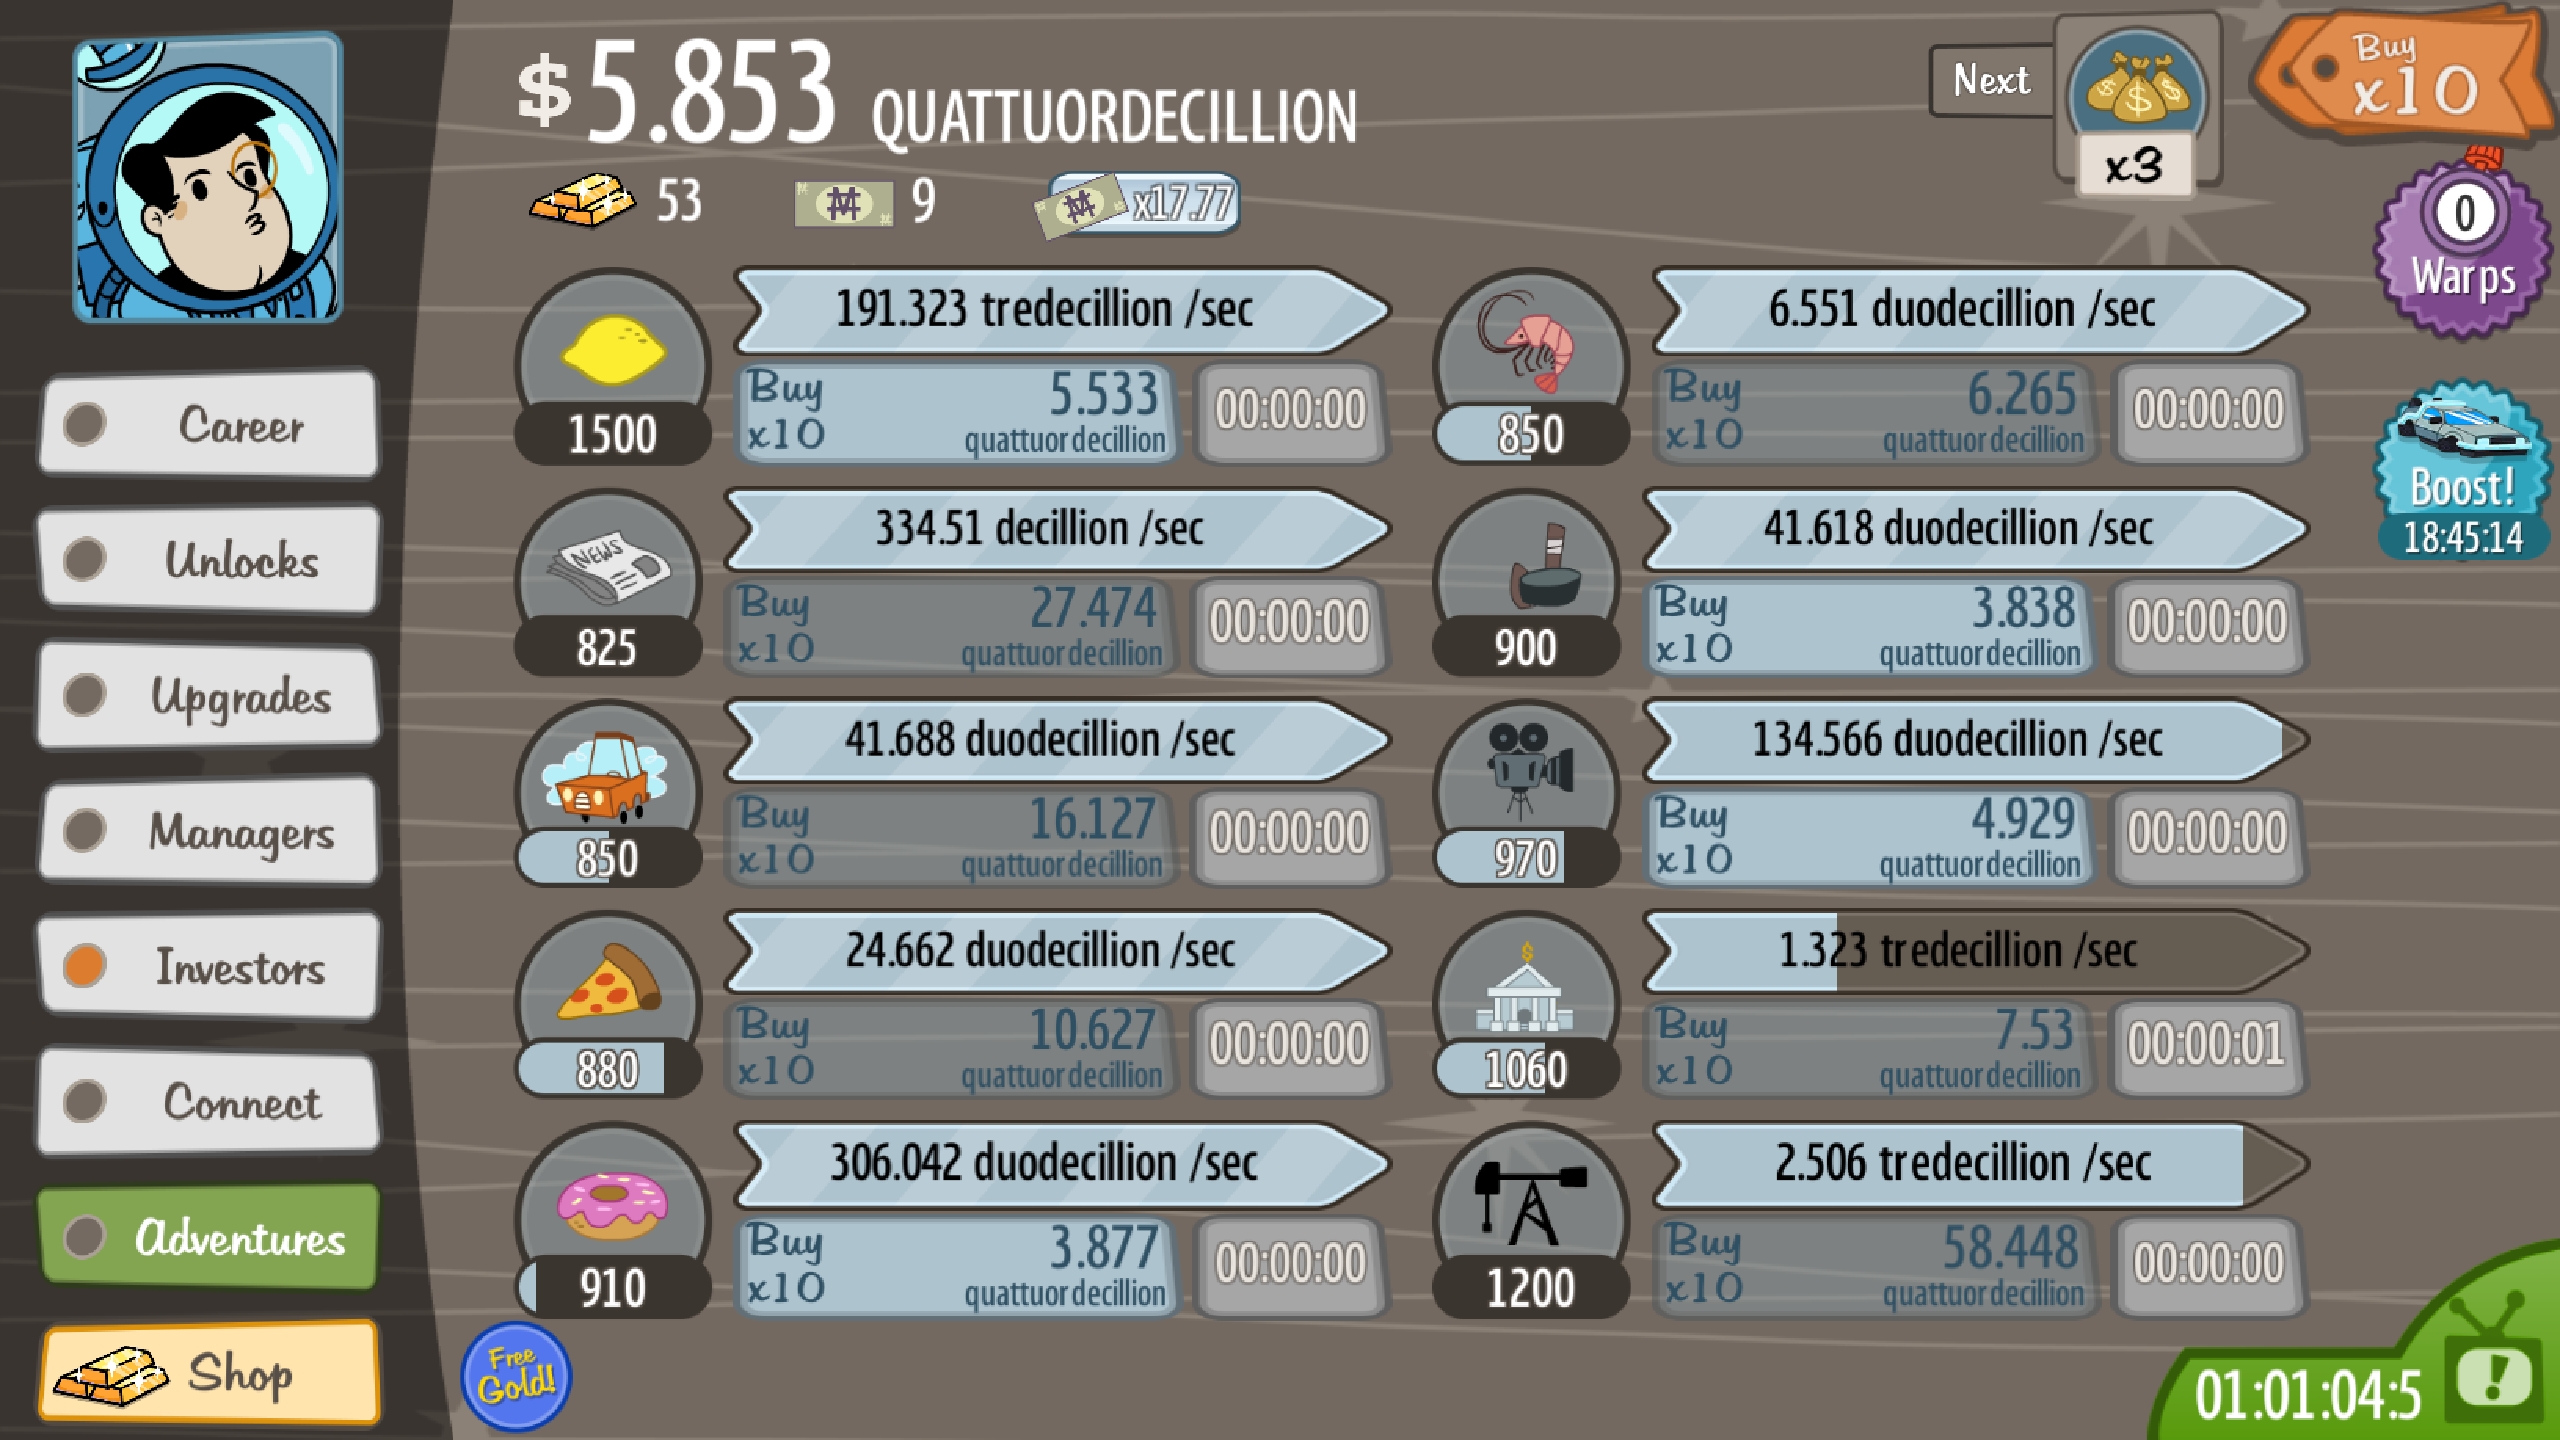 $5.853 QUATTUORDECILLION
Next
x3
Buy
x10
53
9
x17.77
0
Warps
Boost!
18:45:14
Career
Unlocks
Upgrades
Managers
Investors
Connect
Adventures
Shop
191.323 tredecillion /sec
1500
Buy
x10
5.533
quattuordecillion
00:00:00
6.551 duodecillion /sec
850
Buy
x10
6.265
quattuordecillion
00:00:00
NEWS
334.51 decillion /sec
825
Buy
x10
27.474
quattuordecillion
00:00:00
41.618 duodecillion /sec
900
Buy
x10
3.838
quattuordecillion
00:00:00
41.688 duodecillion /sec
850
Buy
x10
16.127
quattuordecillion
00:00:00
134.566 duodecillion /sec
970
Buy
x10
4.929
quattuordecillion
00:00:00
24.662 duodecillion /sec
880
Buy
x10
10.627
quattuordecillion
00:00:00
1.323 tredecillion /sec
1060
Buy
x10
7.53
quattuordecillion
00:00:01
306.042 duodecillion /sec
910
Buy
x10
3.877
quattuordecillion
00:00:00
2.506 tredecillion /sec
1200
Buy
x10
58.448
quattuordecillion
00:00:00
Free
Gold!
01:01:04:5
!